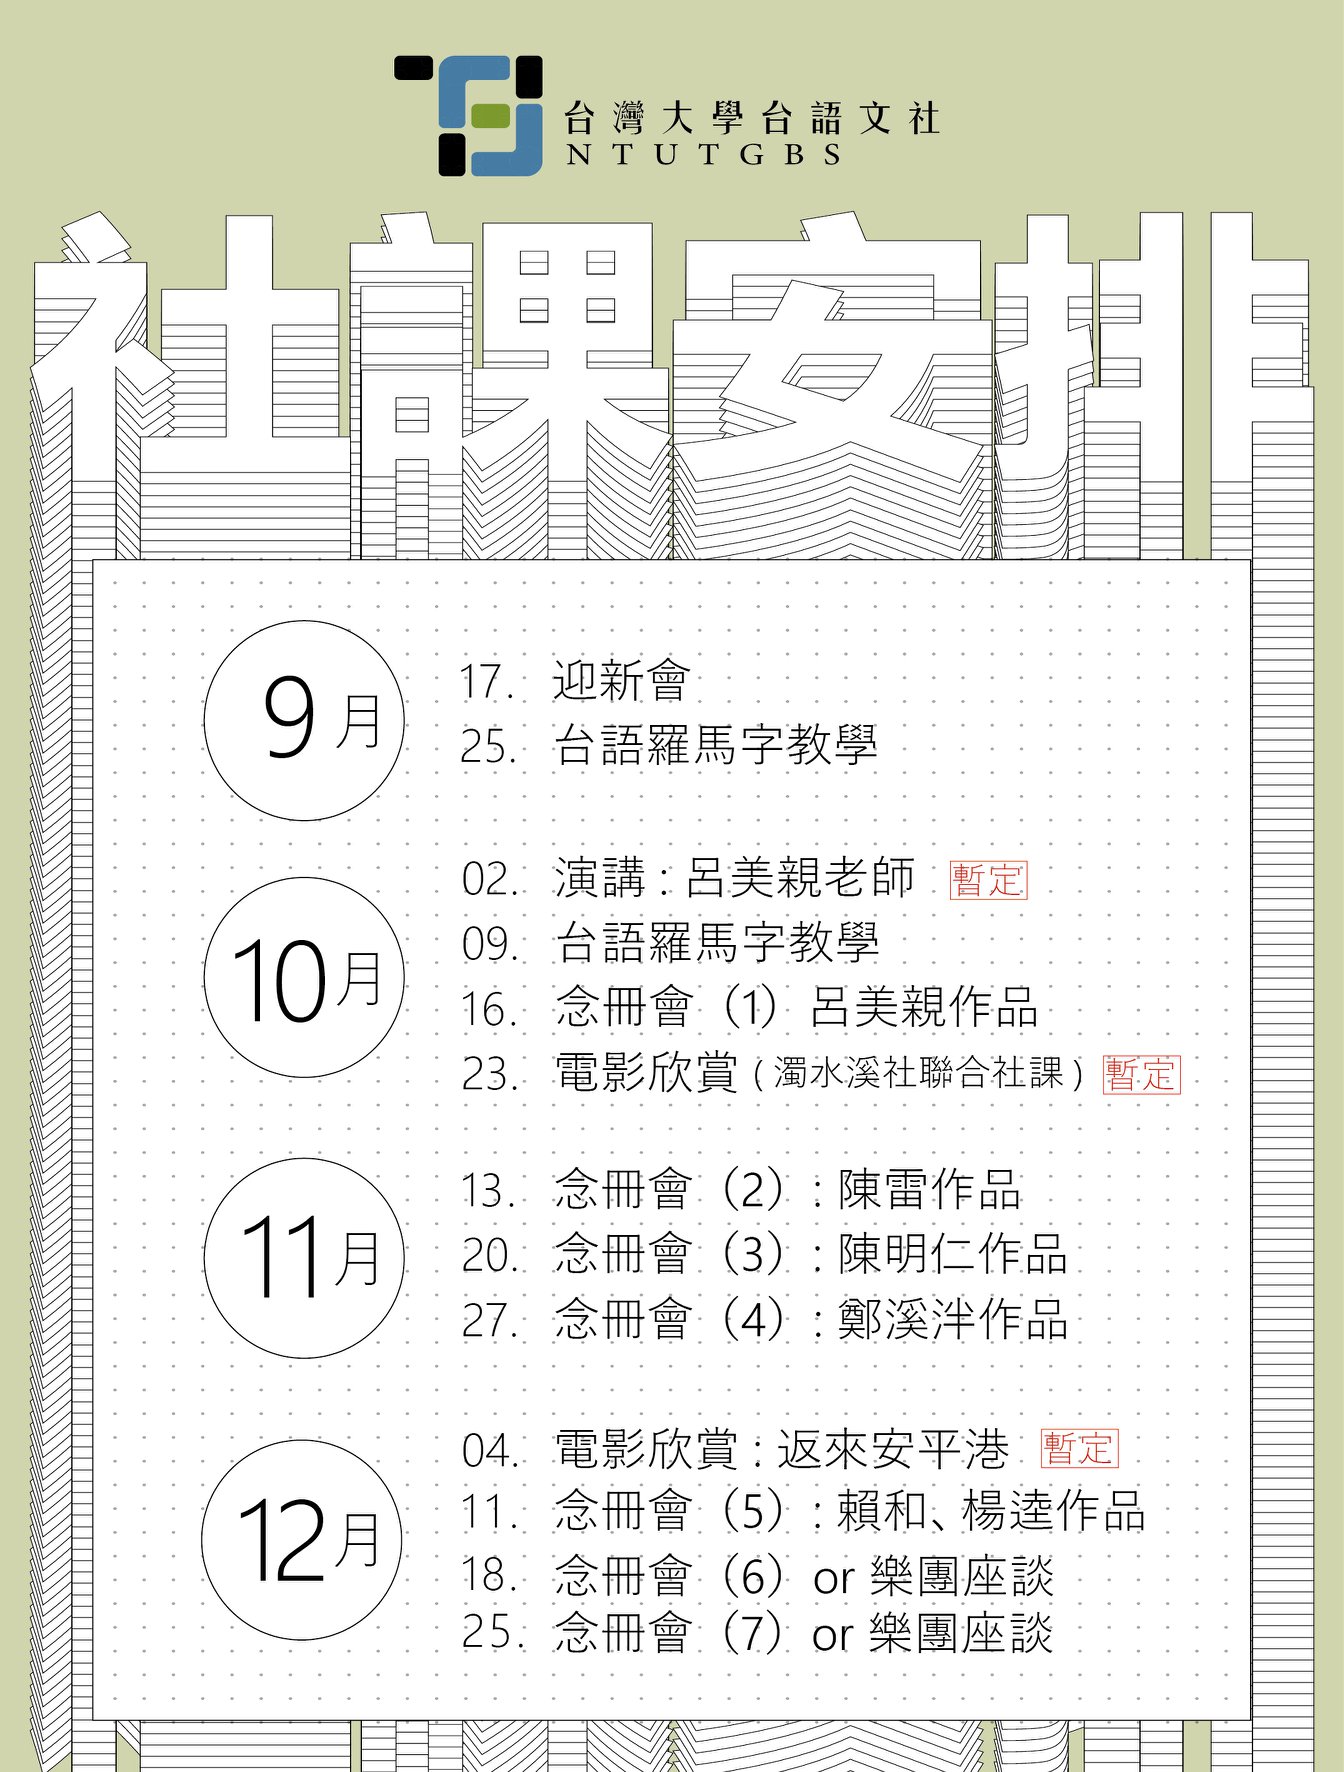 台灣大學台語文社
NTUTGBS
社課安排
9月
17. 迎新會
25. 台語羅馬字教學
10月
02. 演講：呂美親老師 暫定
09. 台語羅馬字教學
16. 念冊會（1）呂美親作品
23. 電影欣賞（濁水溪社聯合社課）暫定
11月
13. 念冊會（2）：陳雷作品
20. 念冊會（3）：陳明仁作品
27. 念冊會（4）：鄭溪泮作品
12月
04. 電影欣賞：返來安平港 暫定
11. 念冊會（5）：賴和、楊逵作品
18. 念冊會（6）or 樂團座談
25. 念冊會（7）or 樂團座談